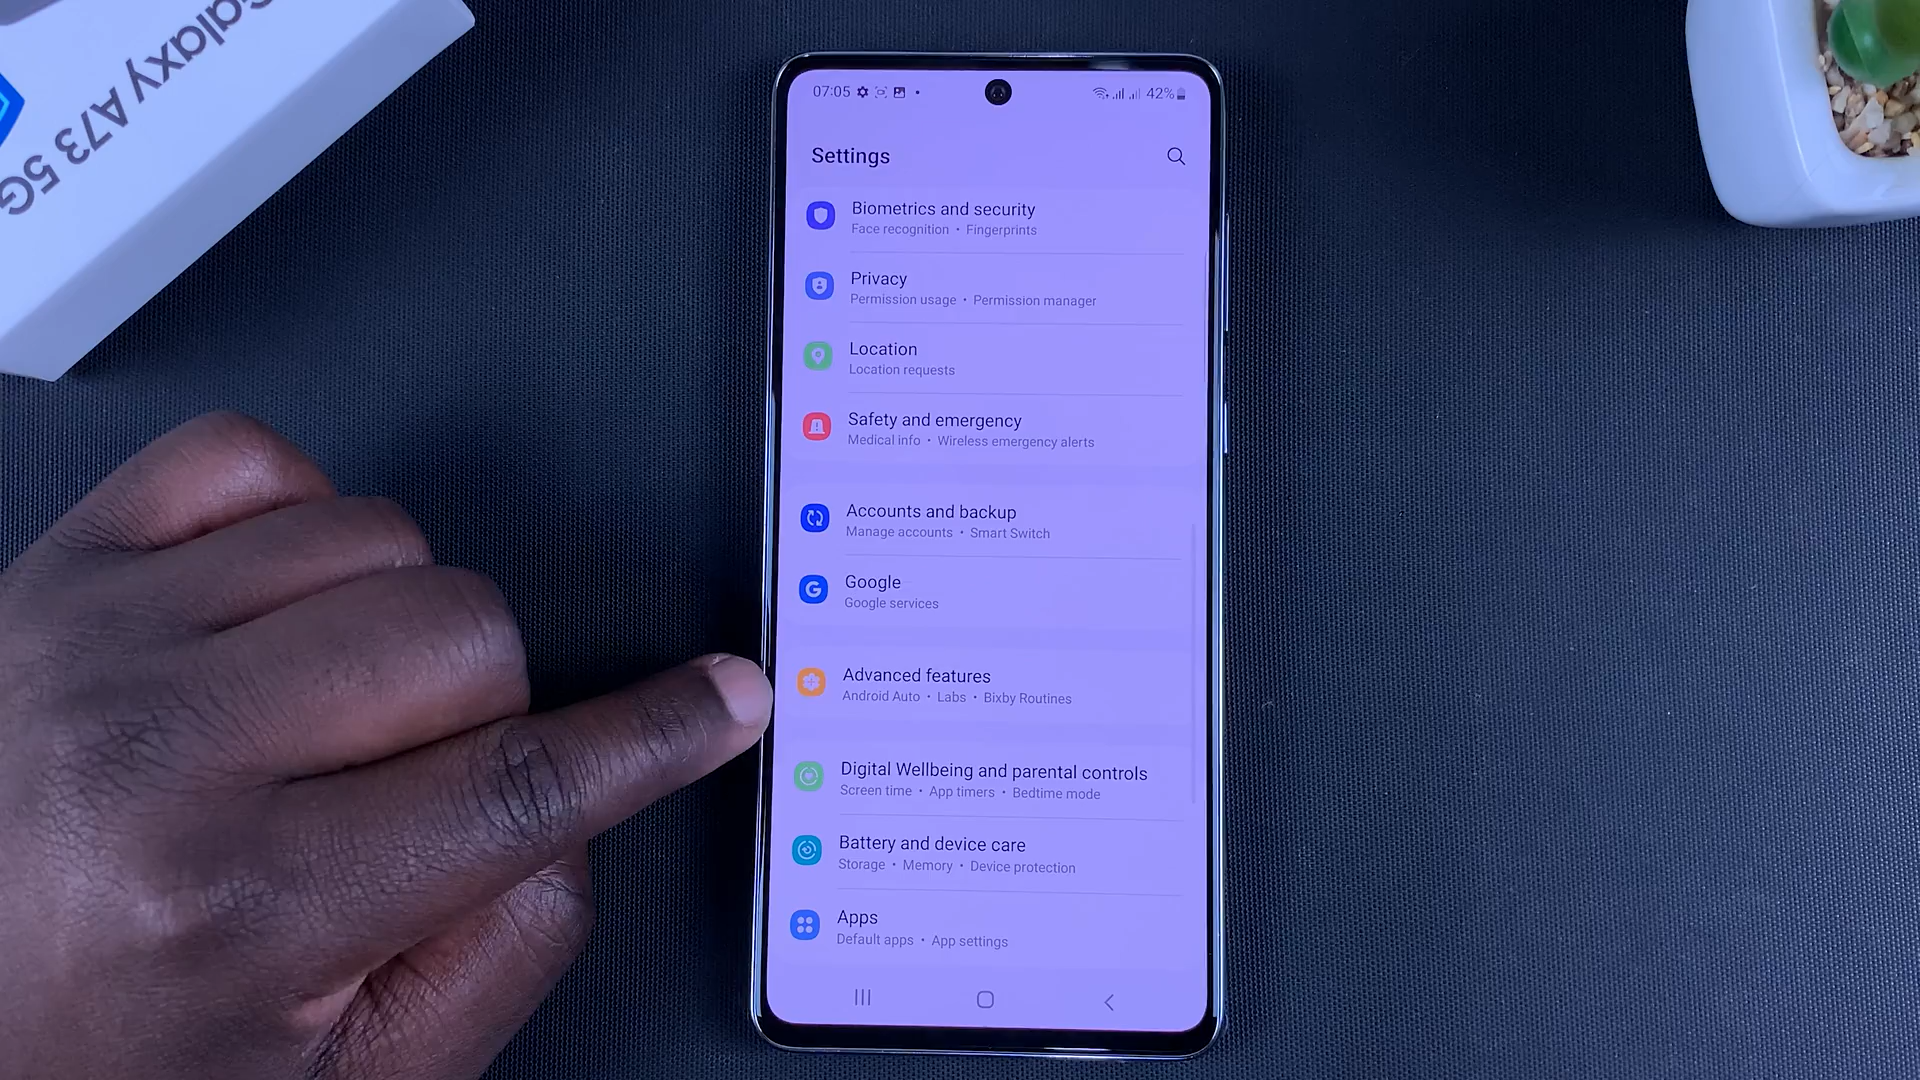 Galaxy A73 5G
07:05
42%
Settings
Biometrics and security
Face recognition • Fingerprints
Privacy
Permission usage • Permission manager
Location
Location requests
Safety and emergency
Medical info • Wireless emergency alerts
Accounts and backup
Manage accounts • Smart Switch
Google
Google services
Advanced features
Android Auto • Labs • Bixby Routines
Digital Wellbeing and parental controls
Screen time • App timers • Bedtime mode
Battery and device care
Storage • Memory • Device protection
Apps
Default apps • App settings